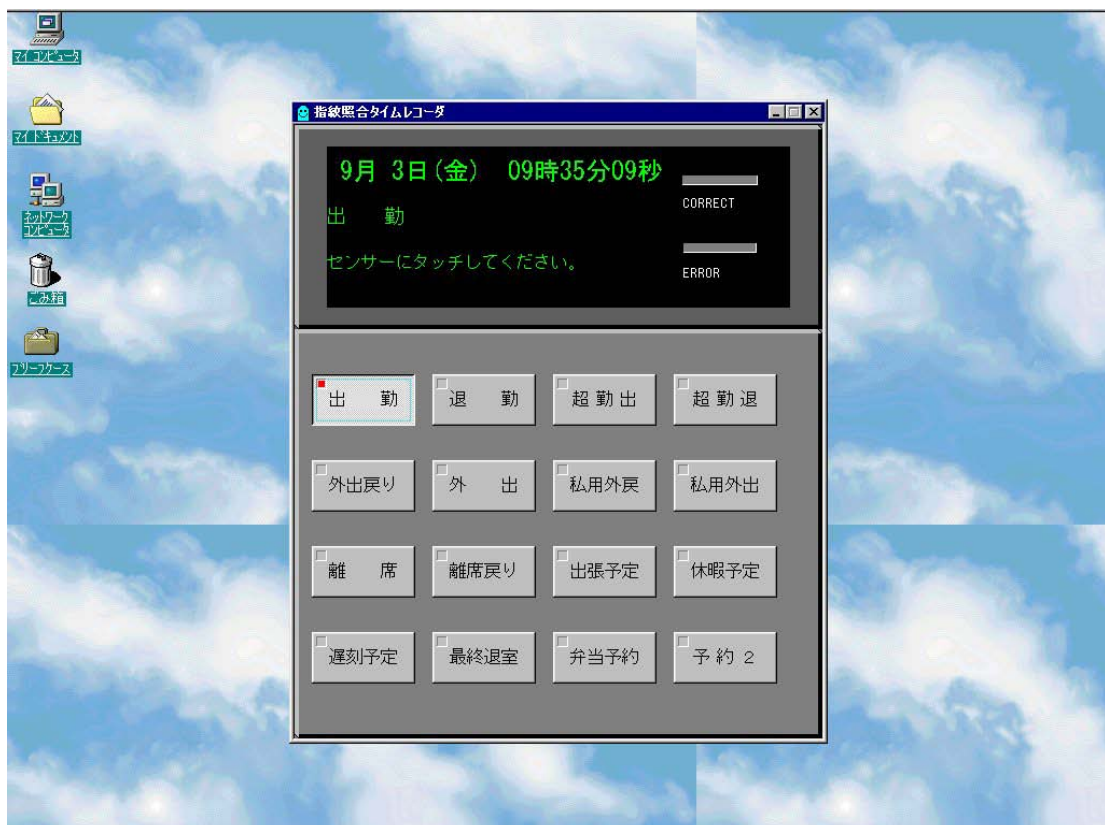 マイ コンピュータ
マイ ドキュメント
ネットワーク
コンピュータ
ごみ箱
ブリーフケース
指紋照合タイムレコーダ
9月 3日(金) 09時35分09秒
CORRECT
出 勤
センサーにタッチしてください。
ERROR
出 勤
退 勤
超 勤 出
超 勤 退
外出戻り
外 出
私用外戻
私用外出
離 席
離席戻り
出張予定
休暇予定
遅刻予定
最終退室
弁当予約
予 約 2